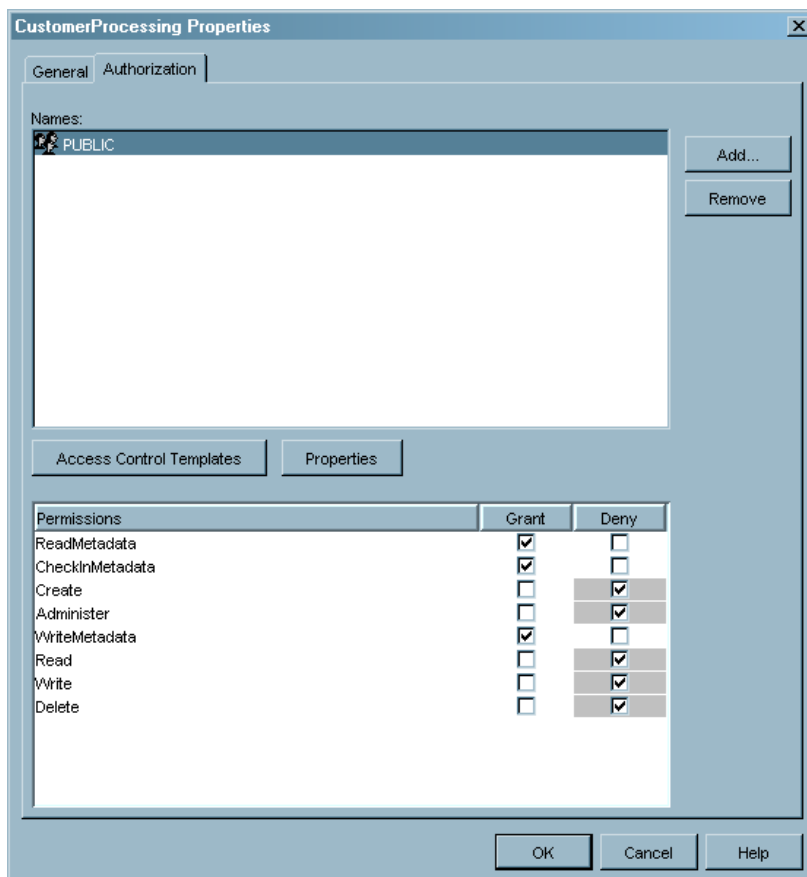 CustomerProcessing Properties
General Authorization
Names:
PUBLIC
Add...
Remove
Access Control Templates Properties
Permissions Grant Deny
ReadMetadata
CheckInMetadata
Create
Administer
WriteMetadata
Read
Write
Delete
OK Cancel Help